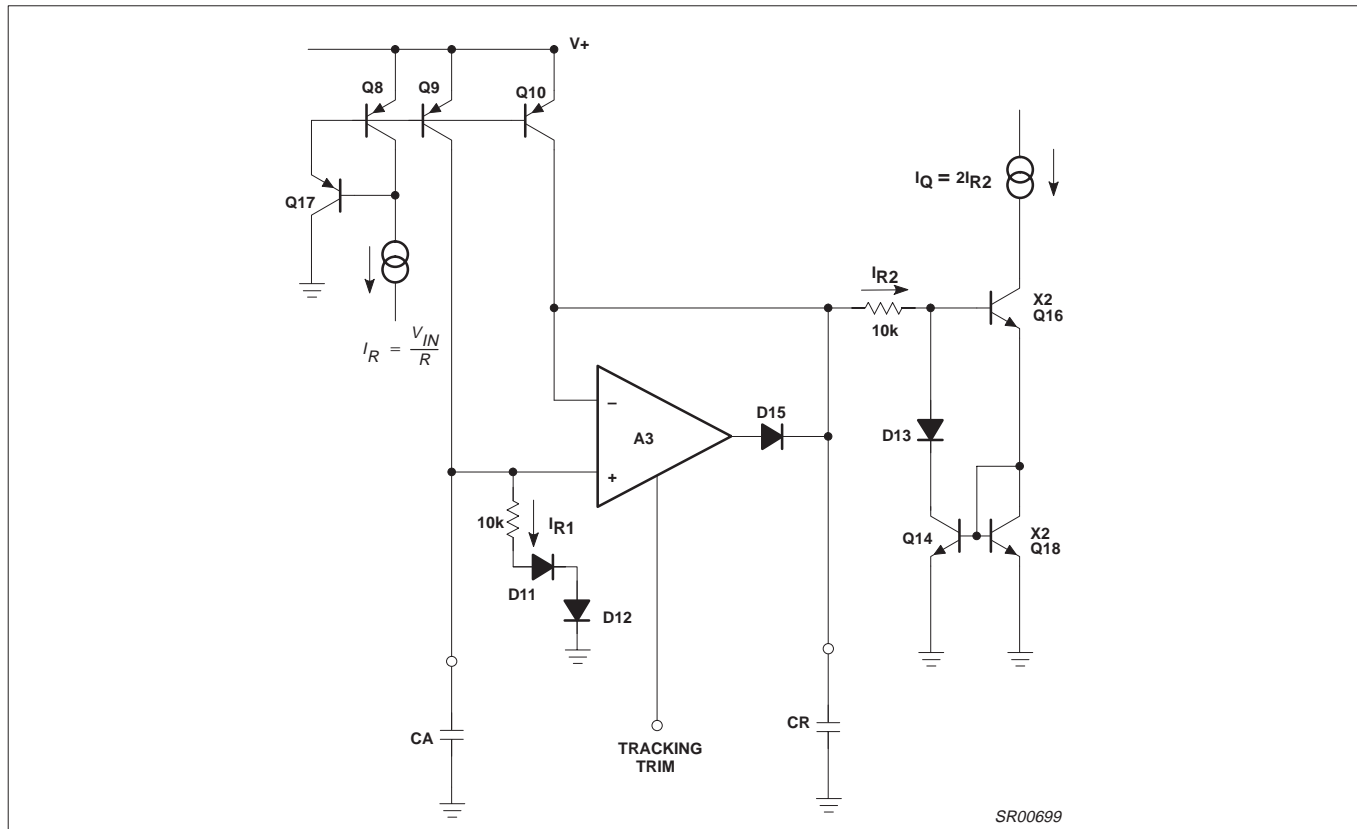 V+
Q8
Q9
Q10
Q17
I_Q = 2I_R2
I_R = V_IN/R
I_R2
10k
X2
Q16
D15
D13
A3
–
+
10k
I_R1
D11
D12
Q14
X2
Q18
CA
TRACKING
TRIM
CR
SR00699